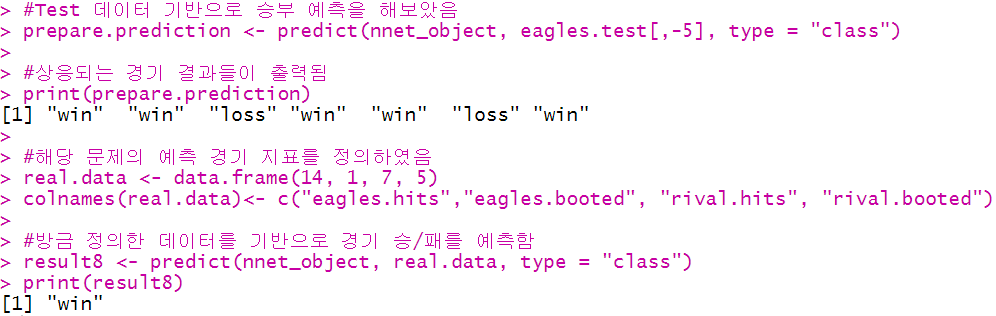 > #Test 데이터 기반으로 승부 예측을 해보았음
> prepare.prediction <- predict(nnet_object, eagles.test[,-5], type = "class")
>
> #상응되는 경기 결과들이 출력됨
> print(prepare.prediction)
[1] "win"  "win"  "loss" "win"  "win"  "loss" "win"
>
> #해당 문제의 예측 경기 지표를 정의하였음
> real.data <- data.frame(14, 1, 7, 5)
> colnames(real.data)<- c("eagles.hits","eagles.booted", "rival.hits", "rival.booted")
>
> #방금 정의한 데이터를 기반으로 경기 승/패를 예측함
> result8 <- predict(nnet_object, real.data, type = "class")
> print(result8)
[1] "win"